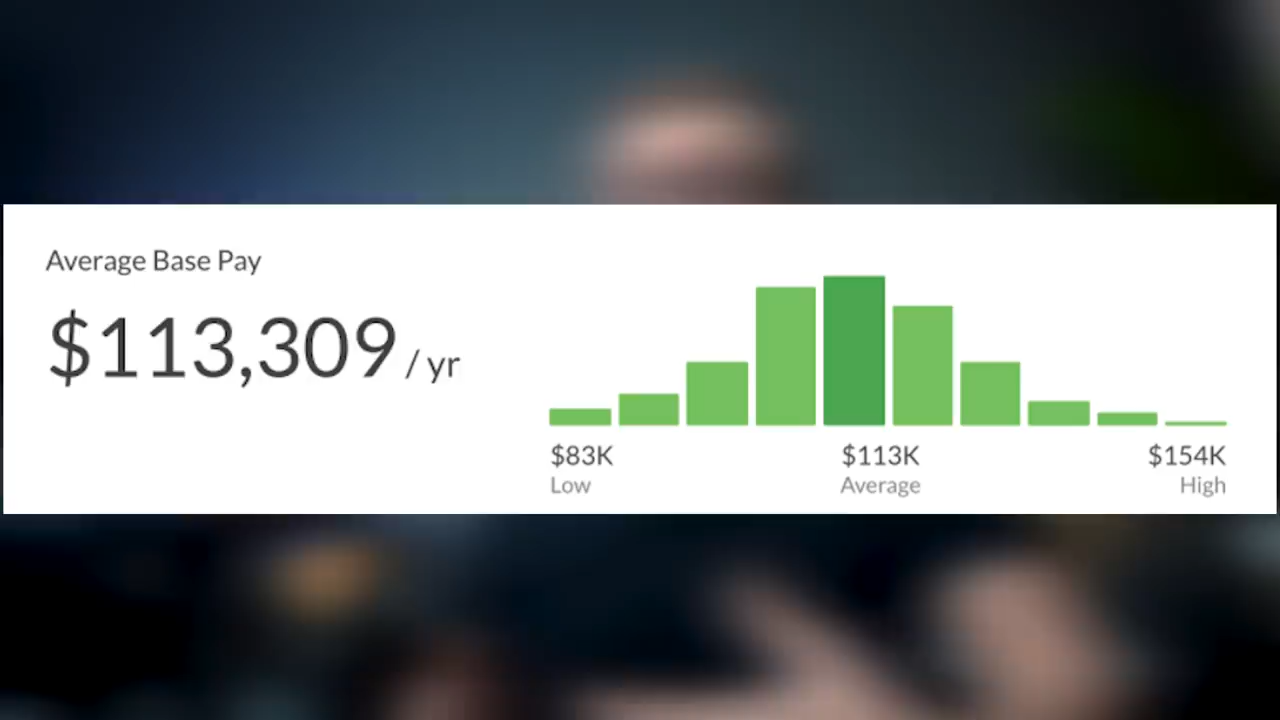 Average Base Pay
$113,309 / yr
$83K
Low
$113K
Average
$154K
High